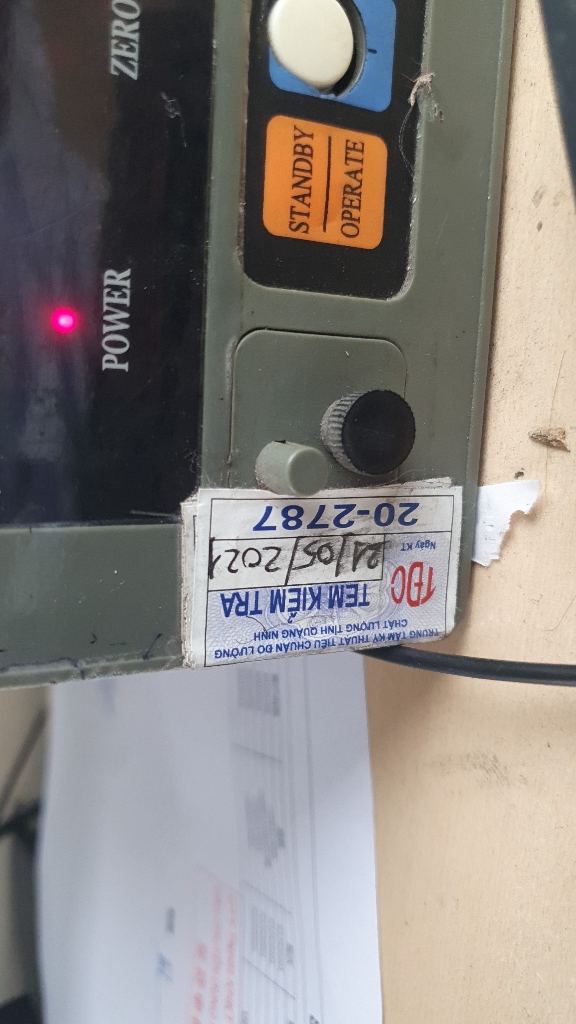 ZERO
STANDBY
OPERATE
POWER
TRUNG TÂM KỸ THUẬT TIÊU CHUẨN ĐO LƯỜNG
CHẤT LƯỢNG TỈNH QUẢNG NINH
TĐC
TEM KIỂM TRA
Ngày KT
21/05/2021
20-2787